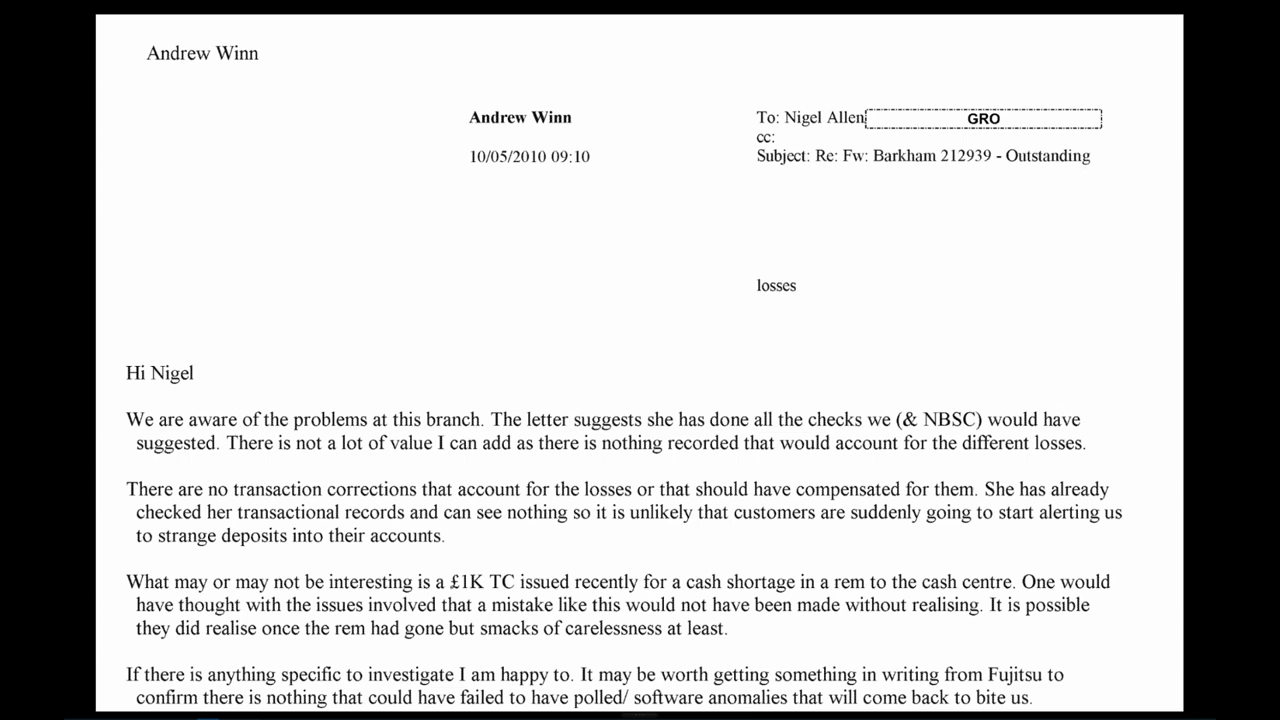 Andrew Winn
Andrew Winn
To: Nigel Allen GRO
cc:
10/05/2010 09:10
Subject: Re: Fw: Barkham 212939 - Outstanding
losses
Hi Nigel
We are aware of the problems at this branch. The letter suggests she has done all the checks we (& NBSC) would have
suggested. There is not a lot of value I can add as there is nothing recorded that would account for the different losses.
There are no transaction corrections that account for the losses or that should have compensated for them. She has already
checked her transactional records and can see nothing so it is unlikely that customers are suddenly going to start alerting us
to strange deposits into their accounts.
What may or may not be interesting is a £1K TC issued recently for a cash shortage in a rem to the cash centre. One would
have thought with the issues involved that a mistake like this would not have been made without realising. It is possible
they did realise once the rem had gone but smacks of carelessness at least.
If there is anything specific to investigate I am happy to. It may be worth getting something in writing from Fujitsu to
confirm there is nothing that could have failed to have polled/ software anomalies that will come back to bite us.